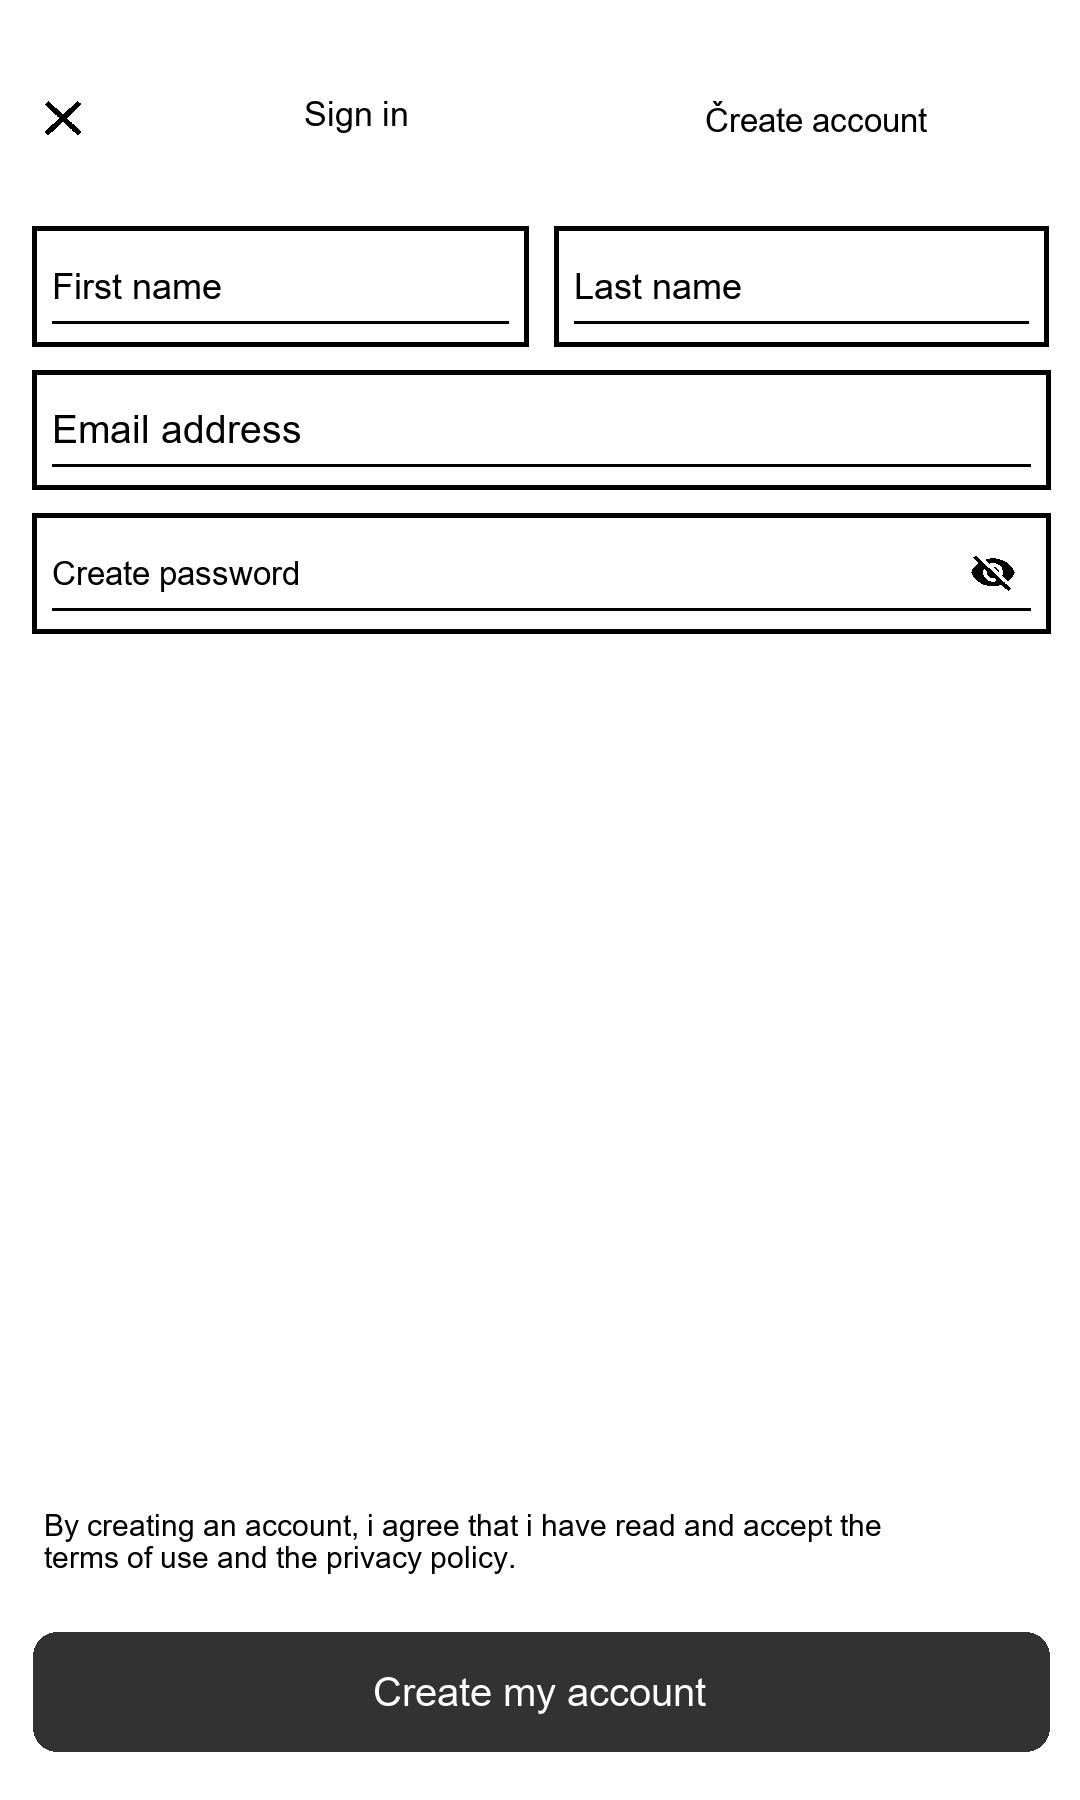 Sign in
Čreate account
First name
Last name
Email address
Create password
By creating an account, i agree that i have read and accept the
terms of use and the privacy policy.
Create my account